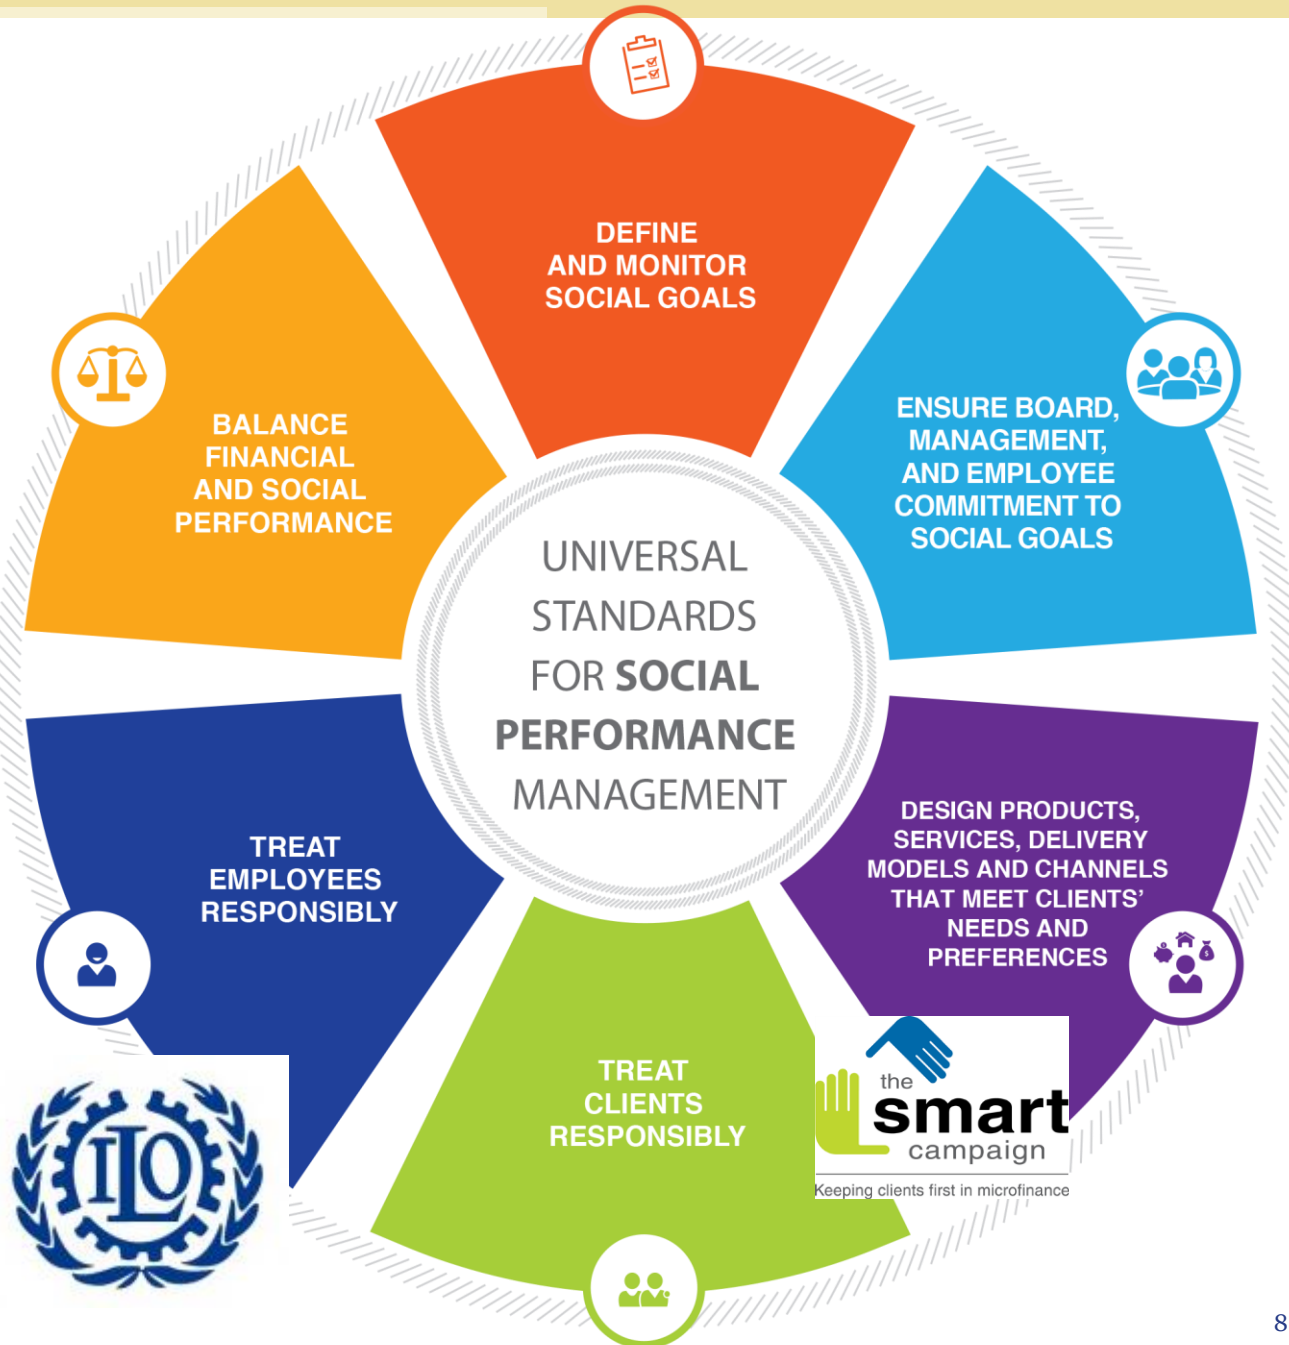 DEFINE
AND MONITOR
SOCIAL GOALS
ENSURE BOARD,
MANAGEMENT,
AND EMPLOYEE
COMMITMENT TO
SOCIAL GOALS
BALANCE
FINANCIAL
AND SOCIAL
PERFORMANCE
UNIVERSAL
STANDARDS
FOR SOCIAL
PERFORMANCE
MANAGEMENT
DESIGN PRODUCTS,
SERVICES, DELIVERY
MODELS AND CHANNELS
THAT MEET CLIENTS’
NEEDS AND
PREFERENCES
TREAT
EMPLOYEES
RESPONSIBLY
TREAT
CLIENTS
RESPONSIBLY
the
smart
campaign
Keeping clients first in microfinance
ILO
8